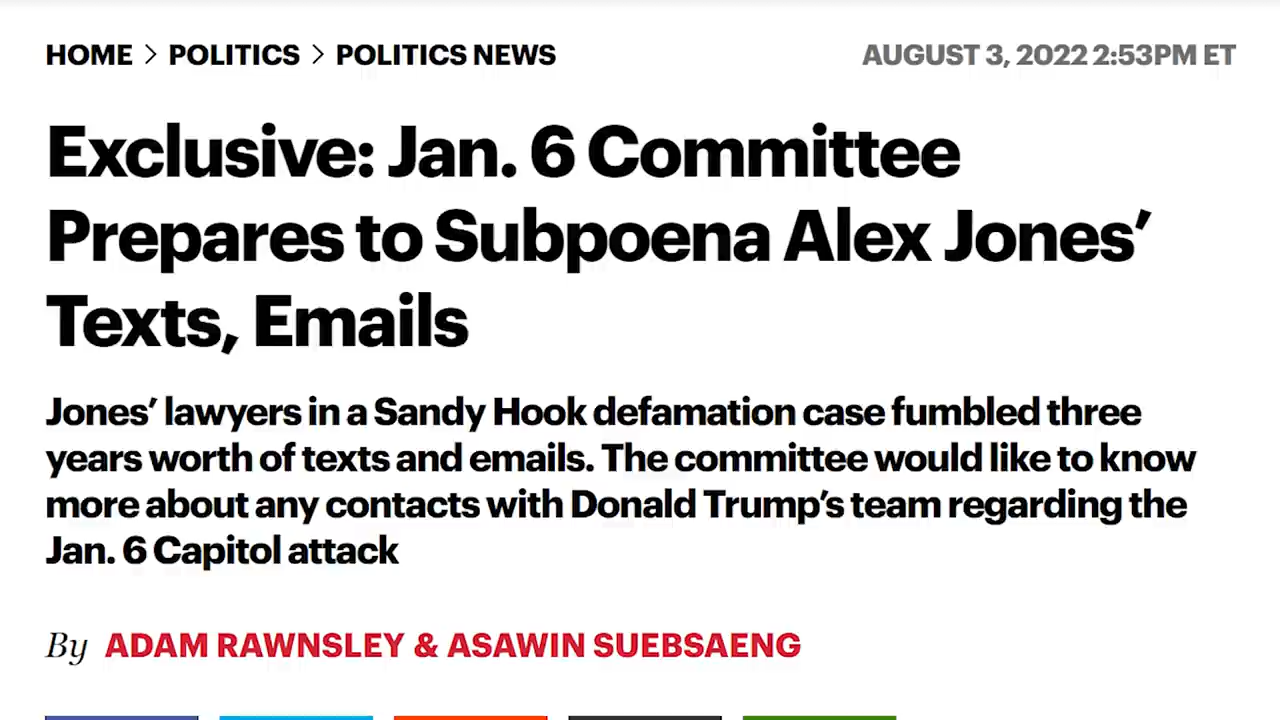 HOME > POLITICS > POLITICS NEWS
AUGUST 3, 2022 2:53PM ET
Exclusive: Jan. 6 Committee
Prepares to Subpoena Alex Jones’
Texts, Emails
Jones’ lawyers in a Sandy Hook defamation case fumbled three
years worth of texts and emails. The committee would like to know
more about any contacts with Donald Trump’s team regarding the
Jan. 6 Capitol attack
By ADAM RAWNSLEY & ASAWIN SUEBSAENG